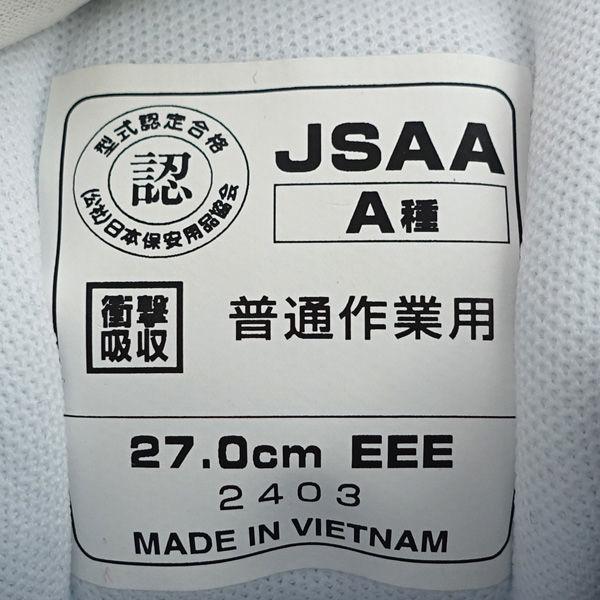 型式認定合格
認
(公社)日本保安用品協会
JSAA
A種
衝撃
吸収
普通作業用
27.0cm EEE
2403
MADE IN VIETNAM